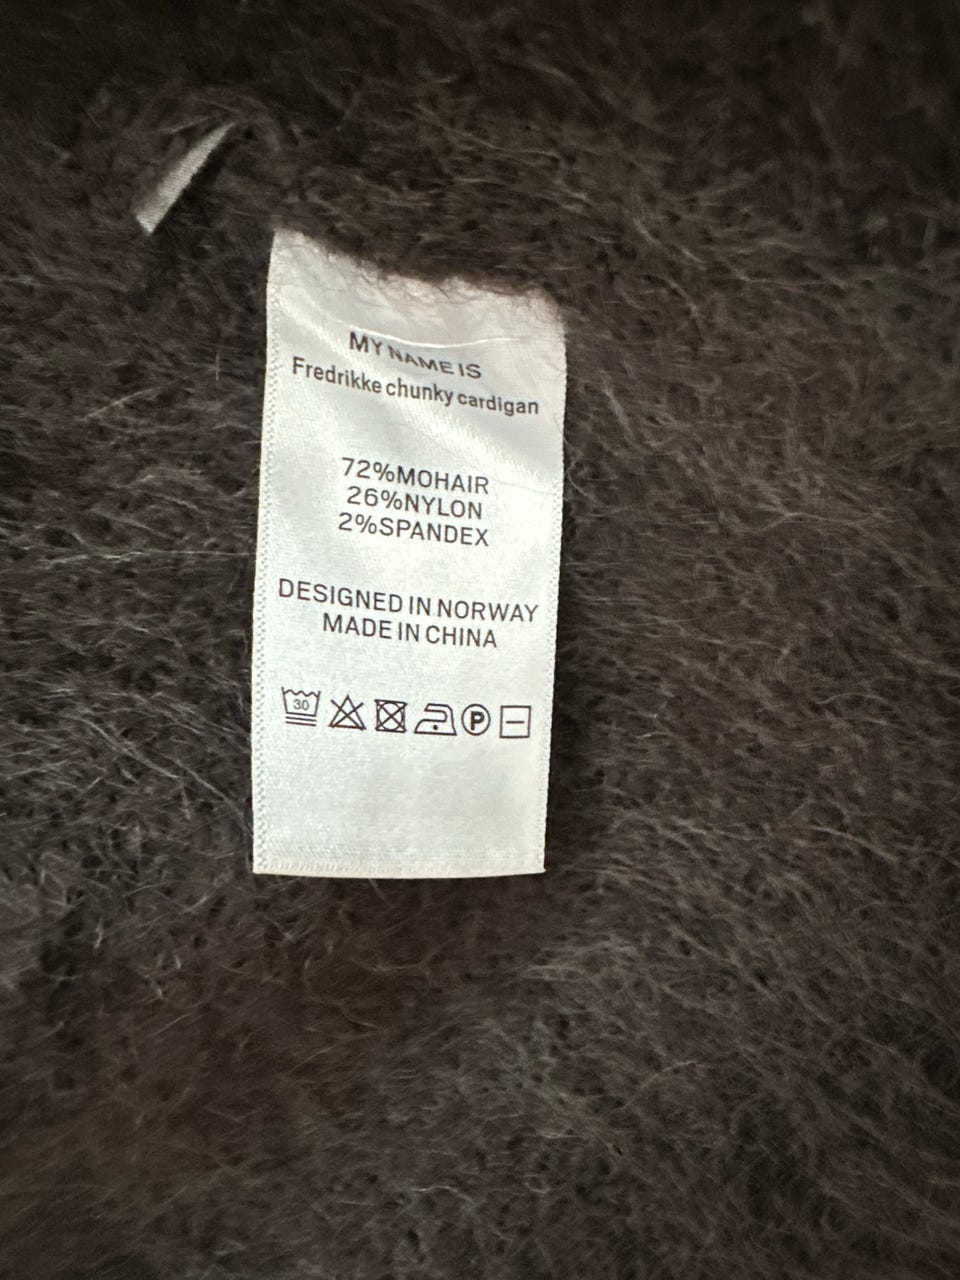 MY NAME IS
Fredrikke chunky cardigan
72%MOHAIR
26%NYLON
2%SPANDEX
DESIGNED IN NORWAY
MADE IN CHINA
30 P